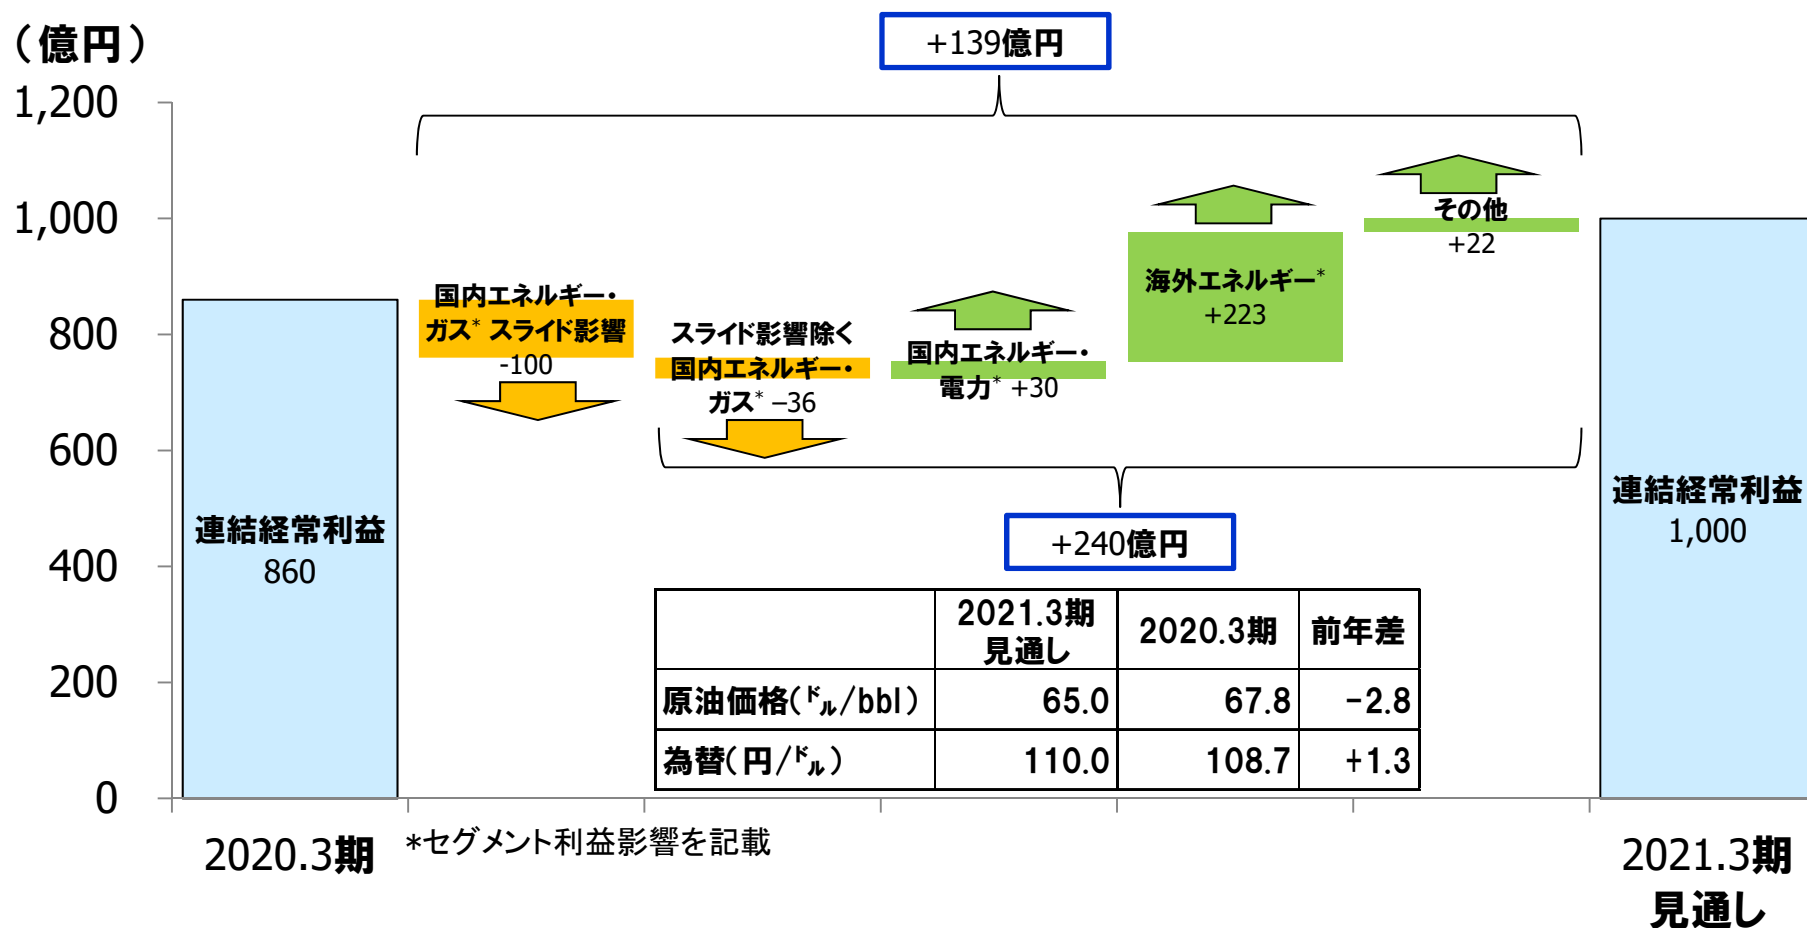 （億円）
+139億円
1,200
1,000
800
600
400
200
0
連結経常利益
860
国内エネルギー・
ガス* スライド影響
-100
スライド影響除く
国内エネルギー・
ガス* –36
国内エネルギー・
電力* +30
海外エネルギー*
+223
その他
+22
連結経常利益
1,000
+240億円
2021.3期
見通し
2020.3期
前年差
原油価格(㌦/bbl) 65.0 67.8 -2.8
為替(円/㌦) 110.0 108.7 +1.3
2020.3期
*セグメント利益影響を記載
2021.3期
見通し